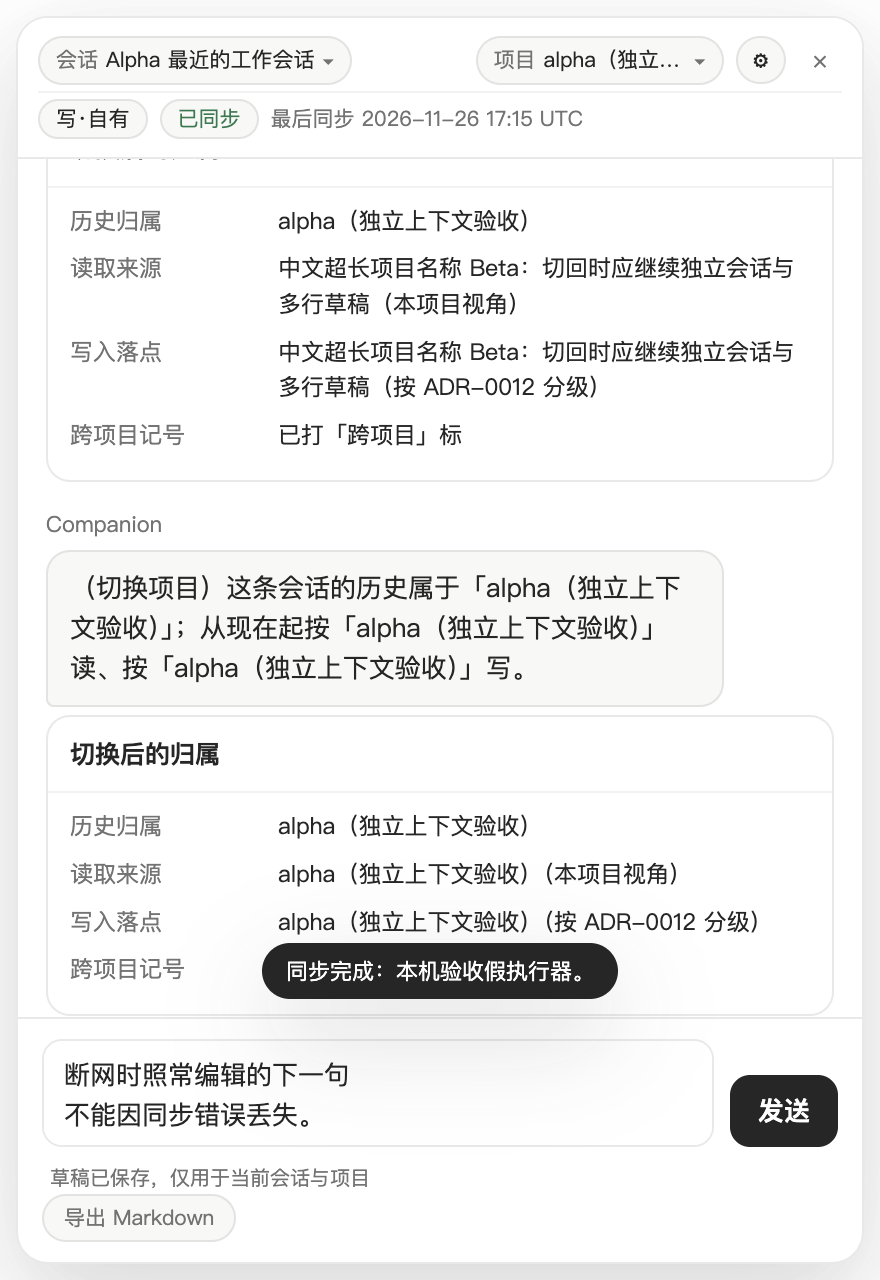 会话 Alpha 最近的工作会话
项目 alpha（独立…
写·自有
已同步
最后同步 2026-11-26 17:15 UTC
历史归属
alpha（独立上下文验收）
读取来源
中文超长项目名称 Beta：切回时应继续独立会话与
多行草稿（本项目视角）
写入落点
中文超长项目名称 Beta：切回时应继续独立会话与
多行草稿（按 ADR-0012 分级）
跨项目记号
已打「跨项目」标
Companion
（切换项目）这条会话的历史属于「alpha（独立上下
文验收）」；从现在起按「alpha（独立上下文验收）」
读、按「alpha（独立上下文验收）」写。
切换后的归属
历史归属
alpha（独立上下文验收）
读取来源
alpha（独立上下文验收）（本项目视角）
写入落点
alpha（独立上下文验收）（按 ADR-0012 分级）
跨项目记号
同步完成：本机验收假执行器。
断网时照常编辑的下一句
不能因同步错误丢失。
发送
草稿已保存，仅用于当前会话与项目
导出 Markdown